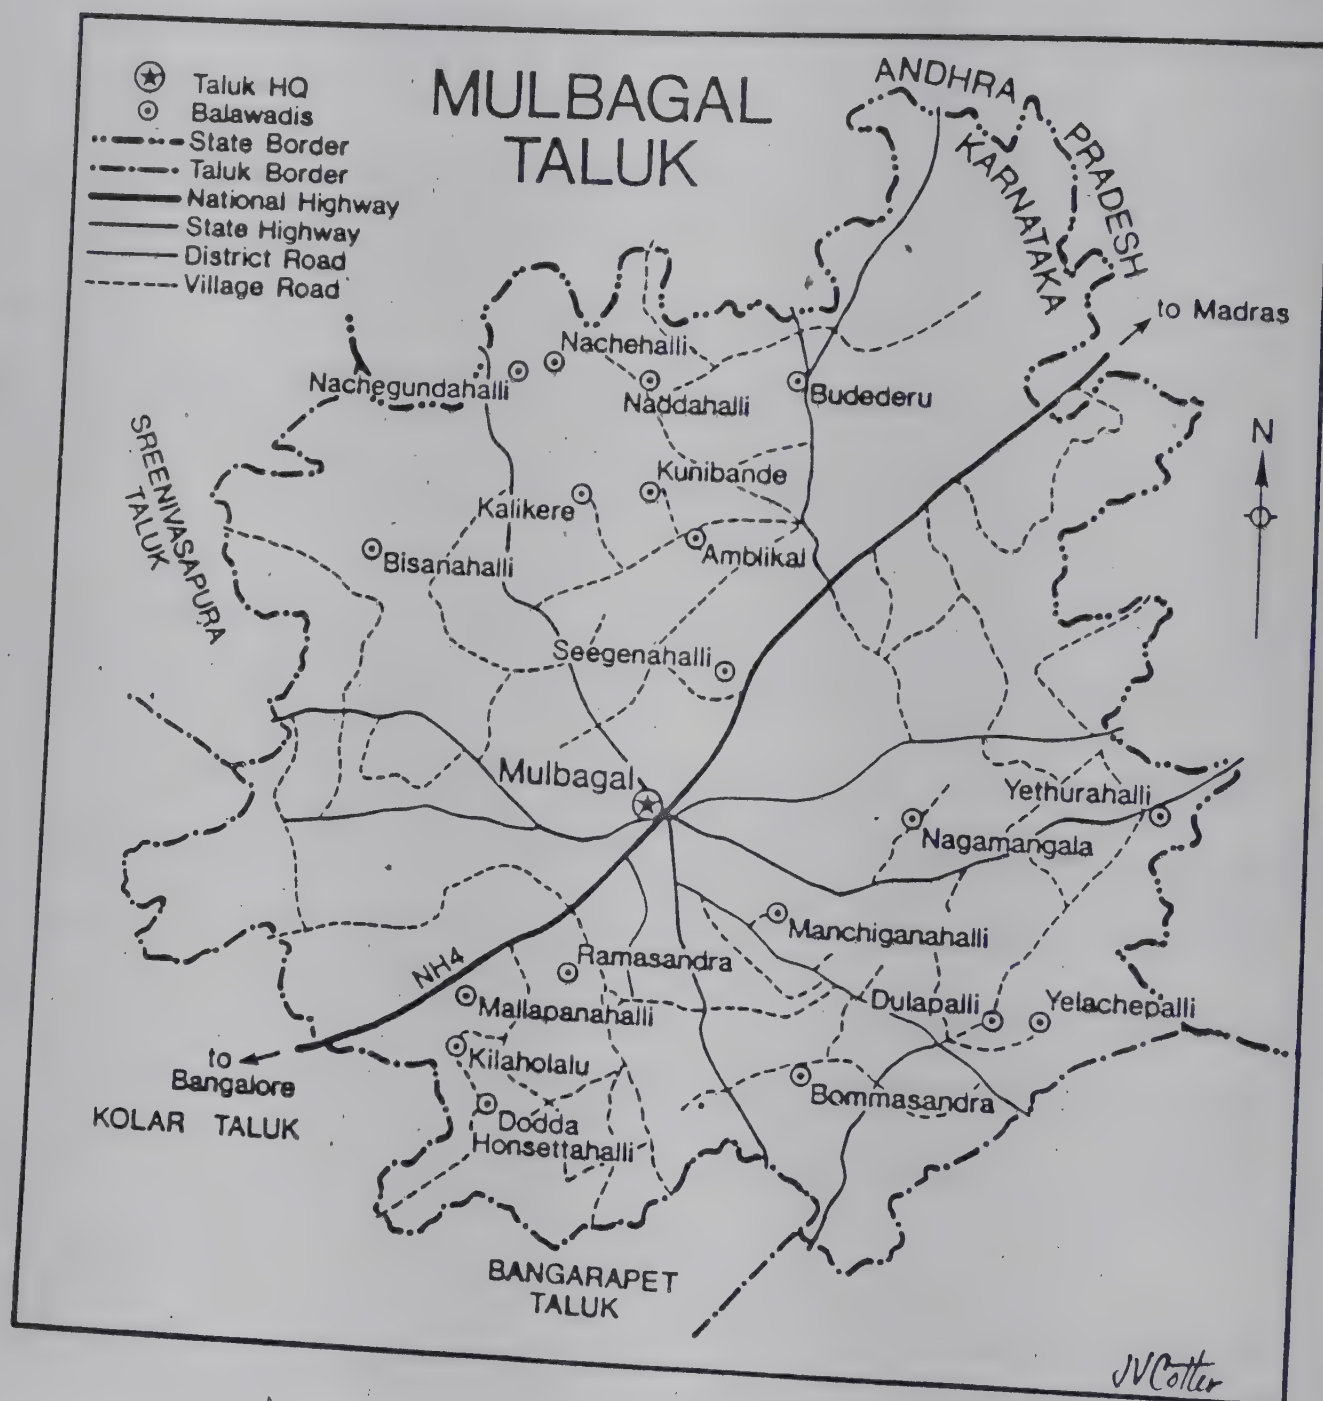 MULBAGAL
TALUK
Taluk HQ
Balawadis
State Border
Taluk Border
National Highway
State Highway
District Road
Village Road
ANDHRA PRADESH
KARNATAKA
to Madras
N
Nachehalli
Nachegundahalli
Naddahalli
Budederu
SREENIVASAPURA
TALUK
Kunibande
Kalikere
Amblikal
Bisanahalli
Seegenahalli
Mulbagal
Yethurahalli
Nagamangala
Manchiganahalli
Ramasandra
NH4
Mallapanahalli
Dulapalli
Yelachepalli
Kilaholalu
to
Bangalore
Bommasandra
KOLAR TALUK
Dodda
Honsettahalli
BANGARAPET
TALUK
JVCotter